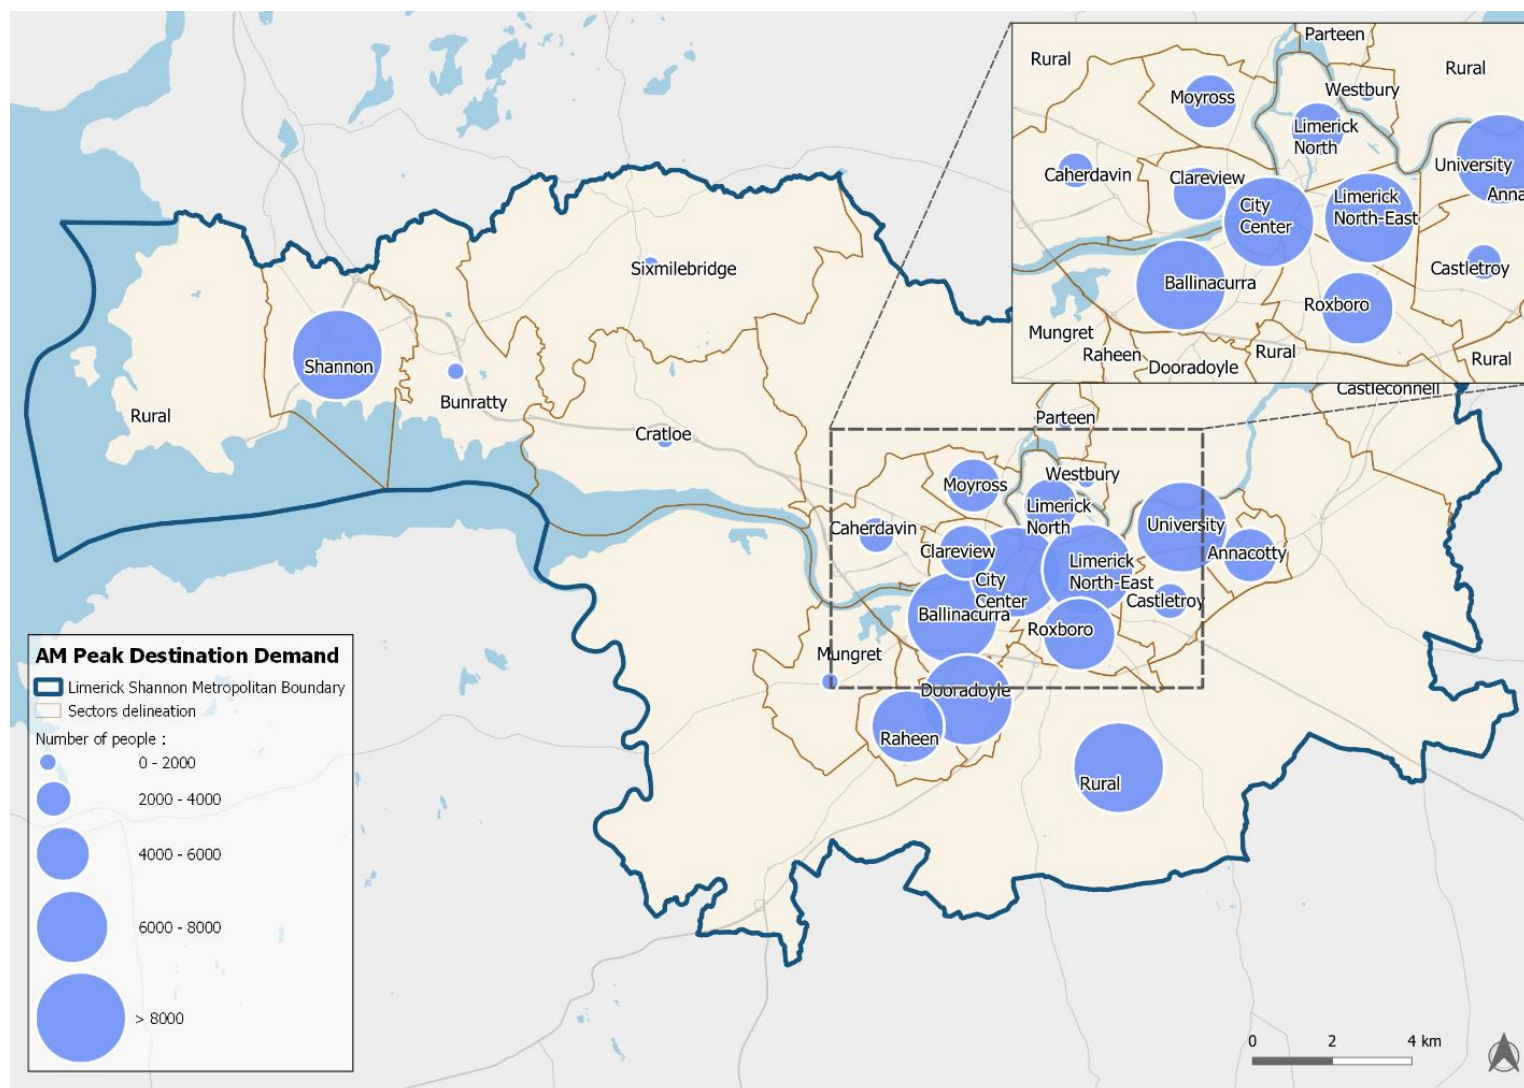 Parteen
Rural
Rural
Westbury
Moyross
Limerick
North
University
Caherdavin
Clareview
Anna
City
Center
Limerick
North-East
Castletroy
Ballinacurra
Roxboro
Mungret
Raheen
Dooradoyle
Rural
Rural
Sixmilebridge
Shannon
Bunratty
Rural
Cratloe
Castleconnell
Parteen
Westbury
Moyross
Limerick
North
Caherdavin
University
Clareview
Annacotty
Limerick
North-East
City
Center
Castletroy
Ballinacurra
Roxboro
Mungret
Dooradoyle
Raheen
Rural
AM Peak Destination Demand
Limerick Shannon Metropolitan Boundary
Sectors delineation
Number of people :
0 - 2000
2000 - 4000
4000 - 6000
6000 - 8000
> 8000
0 2 4 km